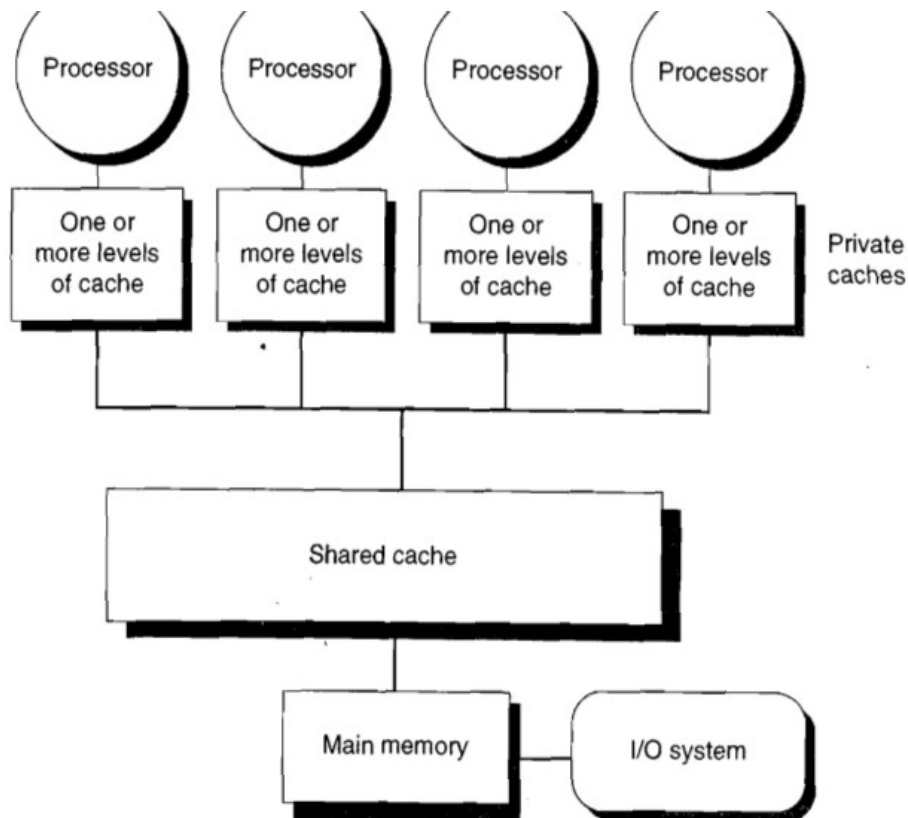 Processor
Processor
Processor
Processor
One or
more levels
of cache
One or
more levels
of cache
One or
more levels
of cache
One or
more levels
of cache
Private
caches
Shared cache
Main memory
I/O system